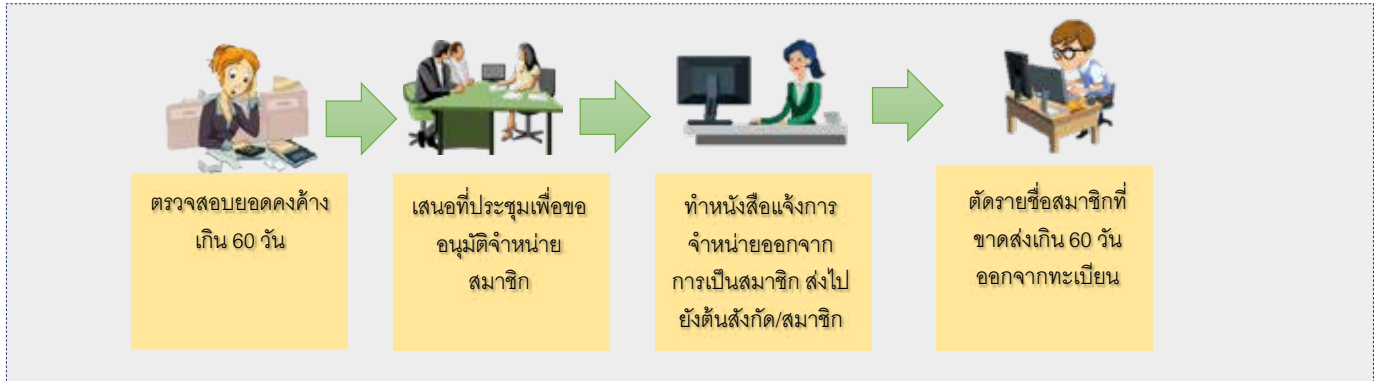 ตรวจสอบยอดคงค้าง
เกิน 60 วัน
เสนอที่ประชุมเพื่อขอ
อนุมัติจำหน่าย
สมาชิก
ทำหนังสือแจ้งการ
จำหน่ายออกจาก
การเป็นสมาชิก ส่งไป
ยังต้นสังกัด/สมาชิก
ตัดรายชื่อสมาชิกที่
ขาดส่งเกิน 60 วัน
ออกจากทะเบียน